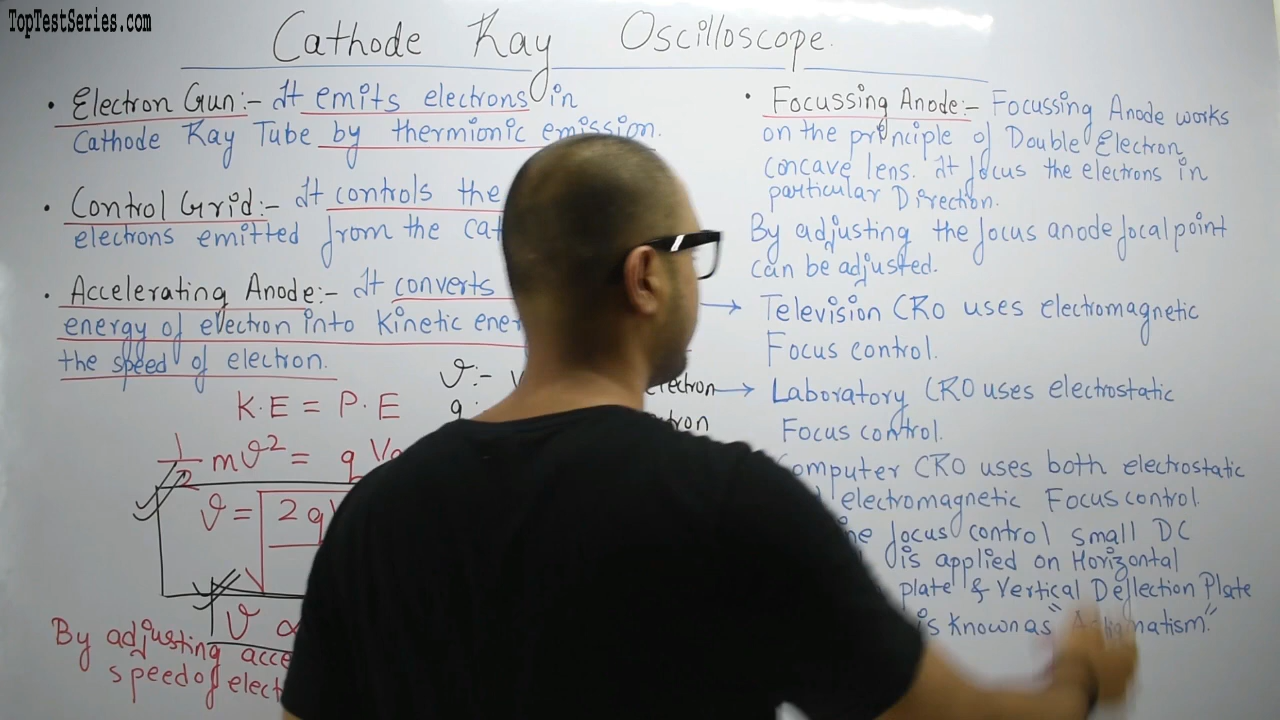 TopTestSeries.com
Cathode Ray Oscilloscope.
• Electron Gun:- It emits electrons in
Cathode Ray Tube by thermionic emission.
• Control Grid:- It controls the
electrons emitted from the cat
• Accelerating Anode:- It converts
energy of electron into Kinetic ener
the speed of electron.
K.E = P.E
1/2 mv² = q Va
v = √2q
v ∝
By adjusting acce
speed of elect
v:-
q:
electron
tron
• Focussing Anode:- Focussing Anode works
on the principle of Double Electron
concave lens. It focus the electrons in
particular Direction.
By adjusting the focus anode focal point
can be adjusted.
→ Television CRO uses electromagnetic
Focus control.
→ Laboratory CRO uses electrostatic
Focus control.
Computer CRO uses both electrostatic
electromagnetic Focus control.
focus control small DC
is applied on Horizontal
plate & Vertical Deflection Plate
is known as "Astigmatism."